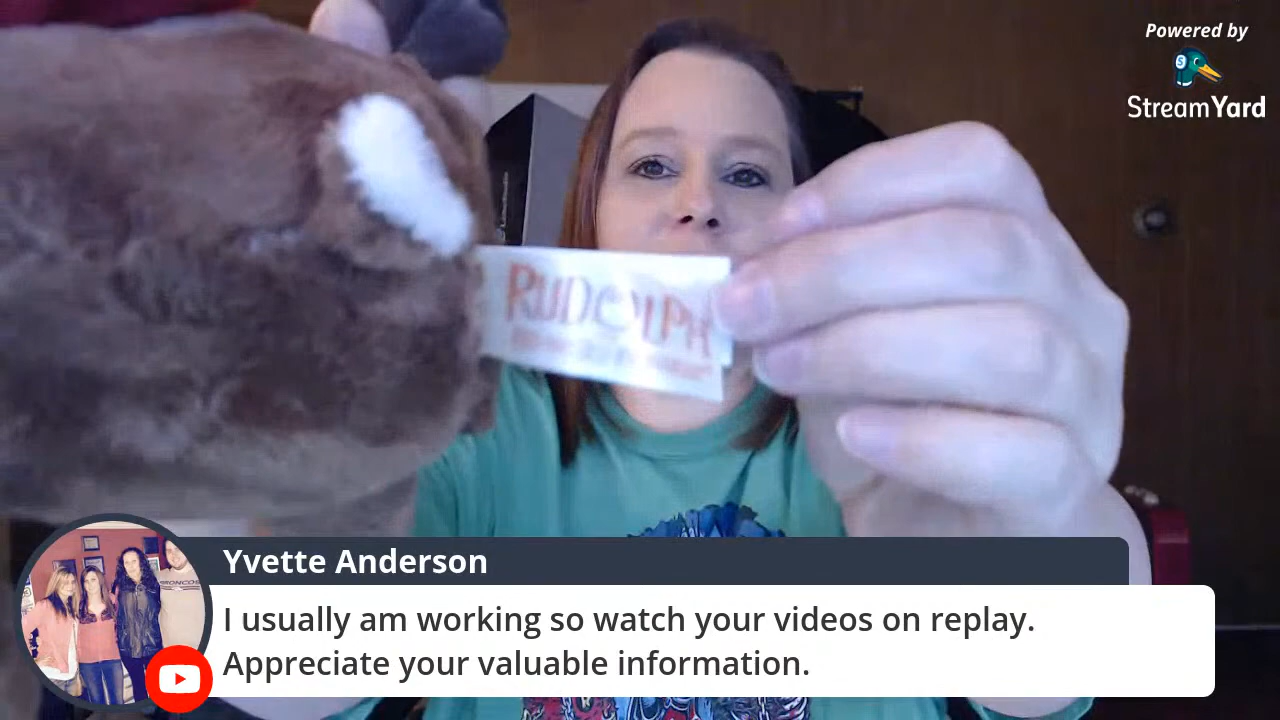 Powered by
StreamYard
RUDOLPH
Yvette Anderson
I usually am working so watch your videos on replay.
Appreciate your valuable information.